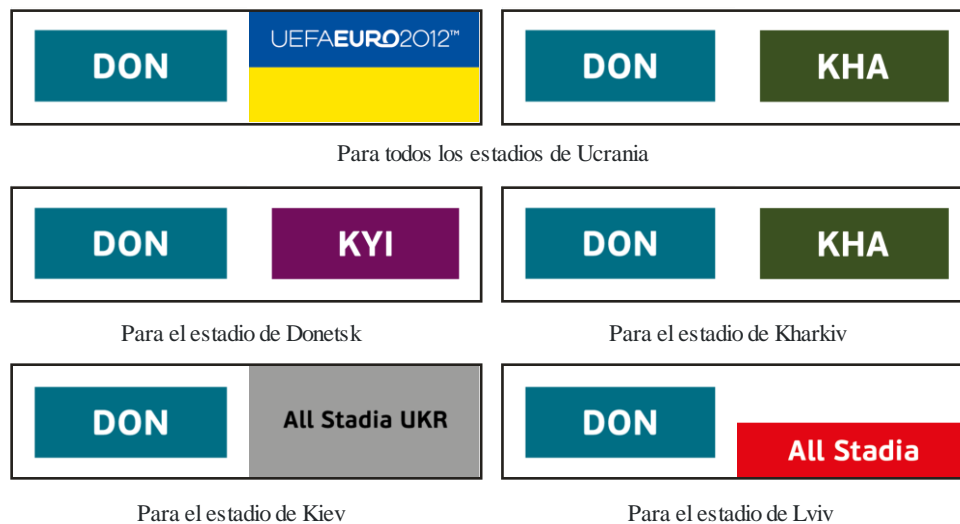 DON UEFAEURO2012™ DON KHA
Para todos los estadios de Ucrania
DON KYI DON KHA
Para el estadio de Donetsk Para el estadio de Kharkiv
DON All Stadia UKR DON All Stadia
Para el estadio de Kiev Para el estadio de Lviv